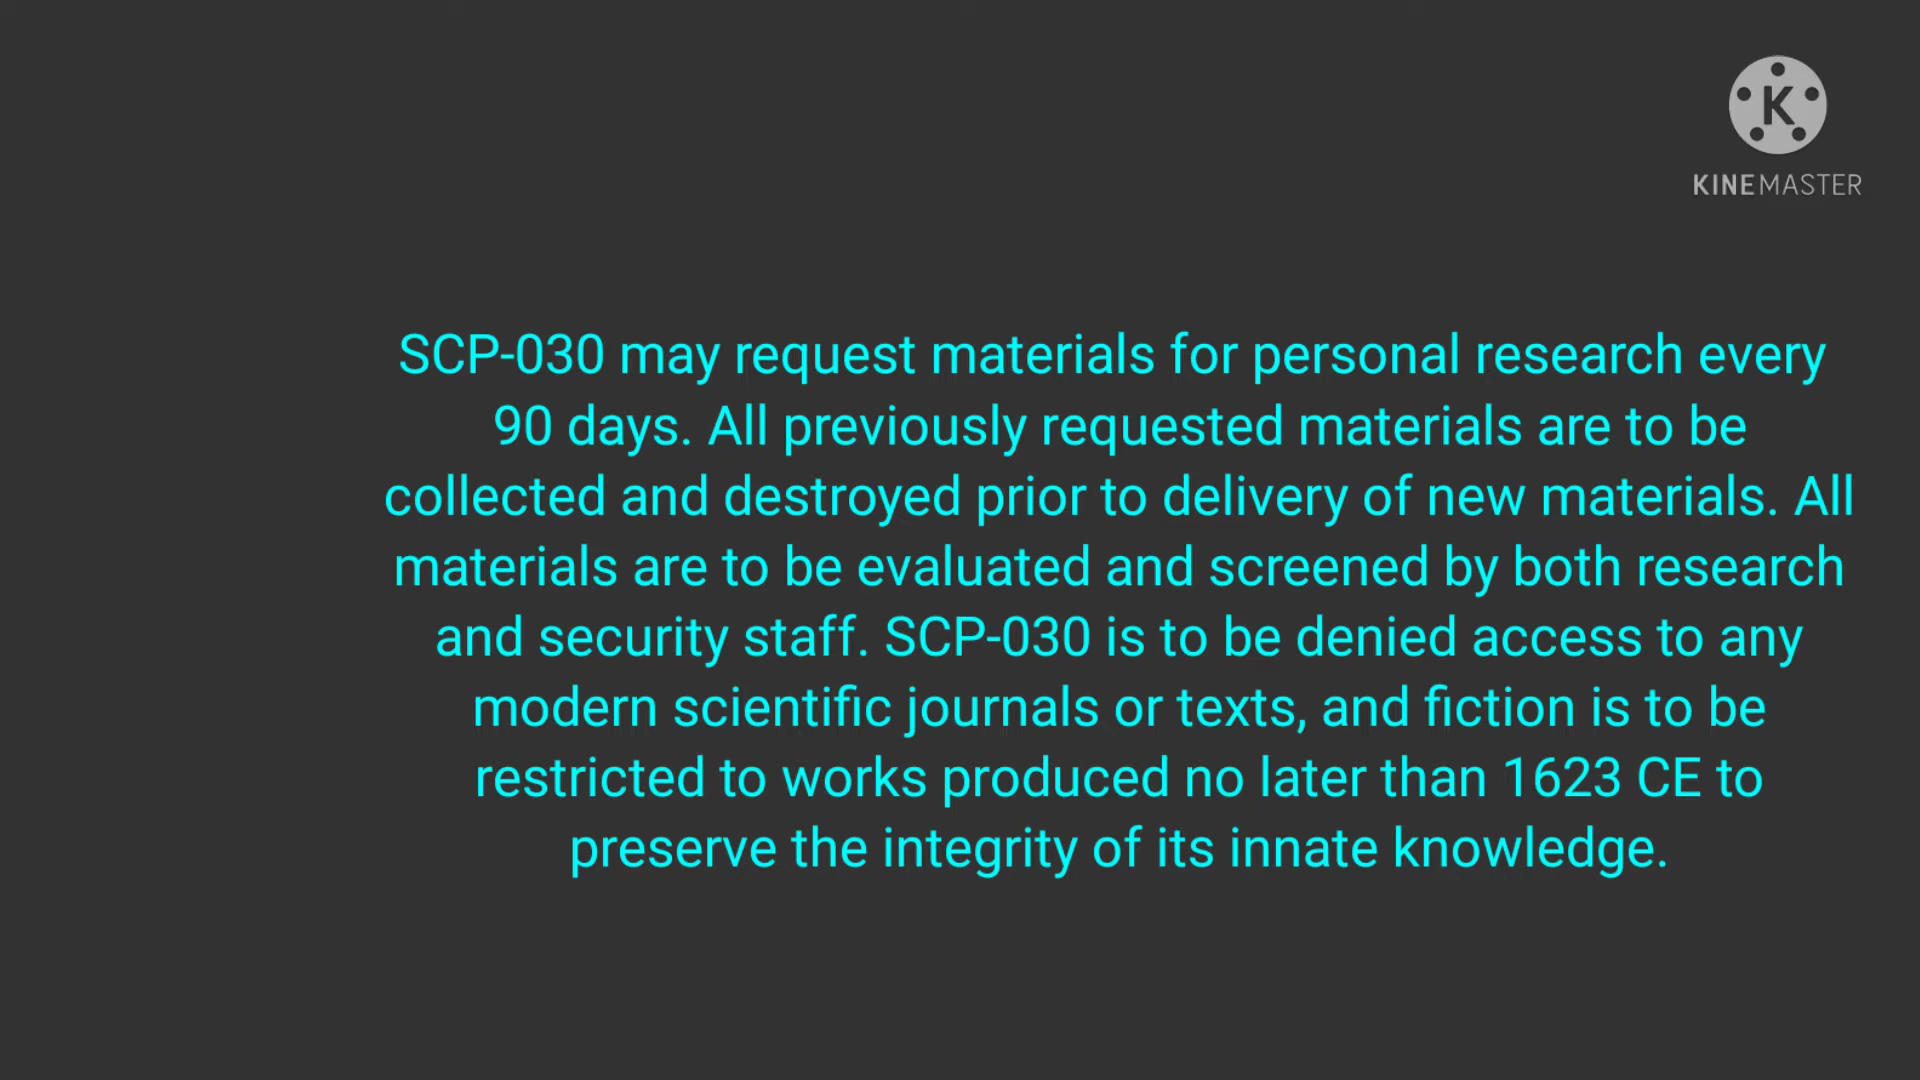 K
KINEMASTER
SCP-030 may request materials for personal research every
90 days. All previously requested materials are to be
collected and destroyed prior to delivery of new materials. All
materials are to be evaluated and screened by both research
and security staff. SCP-030 is to be denied access to any
modern scientific journals or texts, and fiction is to be
restricted to works produced no later than 1623 CE to
preserve the integrity of its innate knowledge.